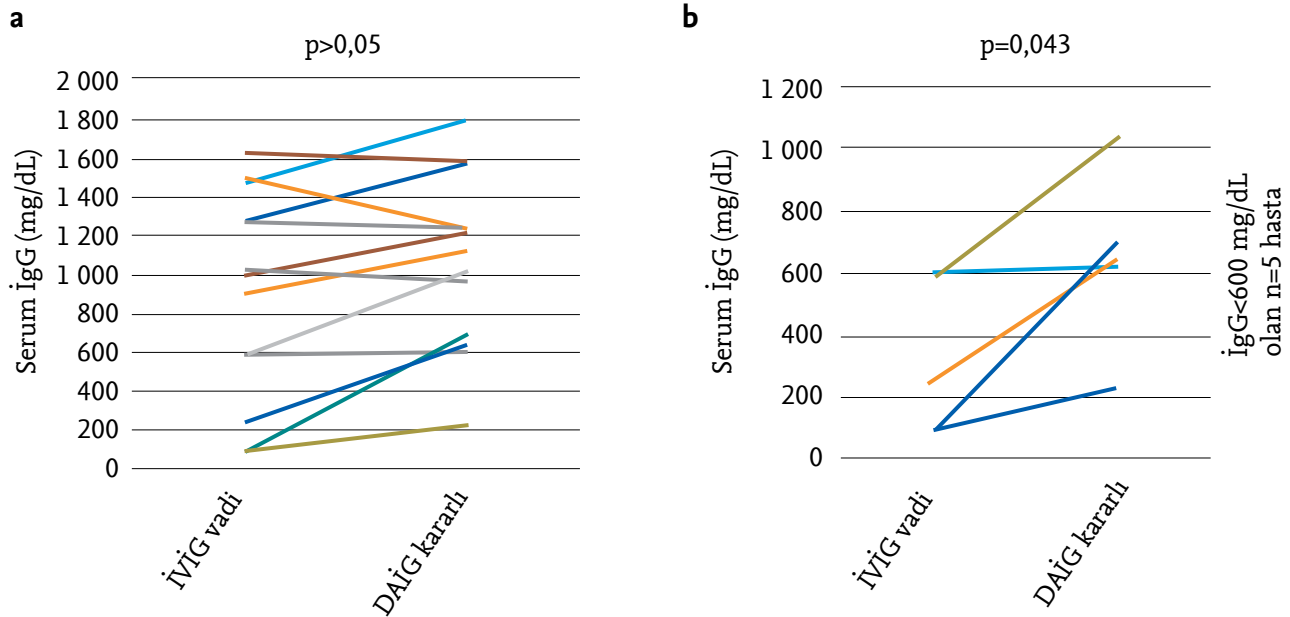 a
p>0,05
Serum İgG (mg/dL)
2 000
1 800
1 600
1 400
1 200
1 000
800
600
400
200
0
İVİG vadi
DAİG kararlı
b
p=0,043
Serum İgG (mg/dL)
1 200
1 000
800
600
400
200
0
İVİG vadi
DAİG kararlı
İgG<600 mg/dL
olan n=5 hasta